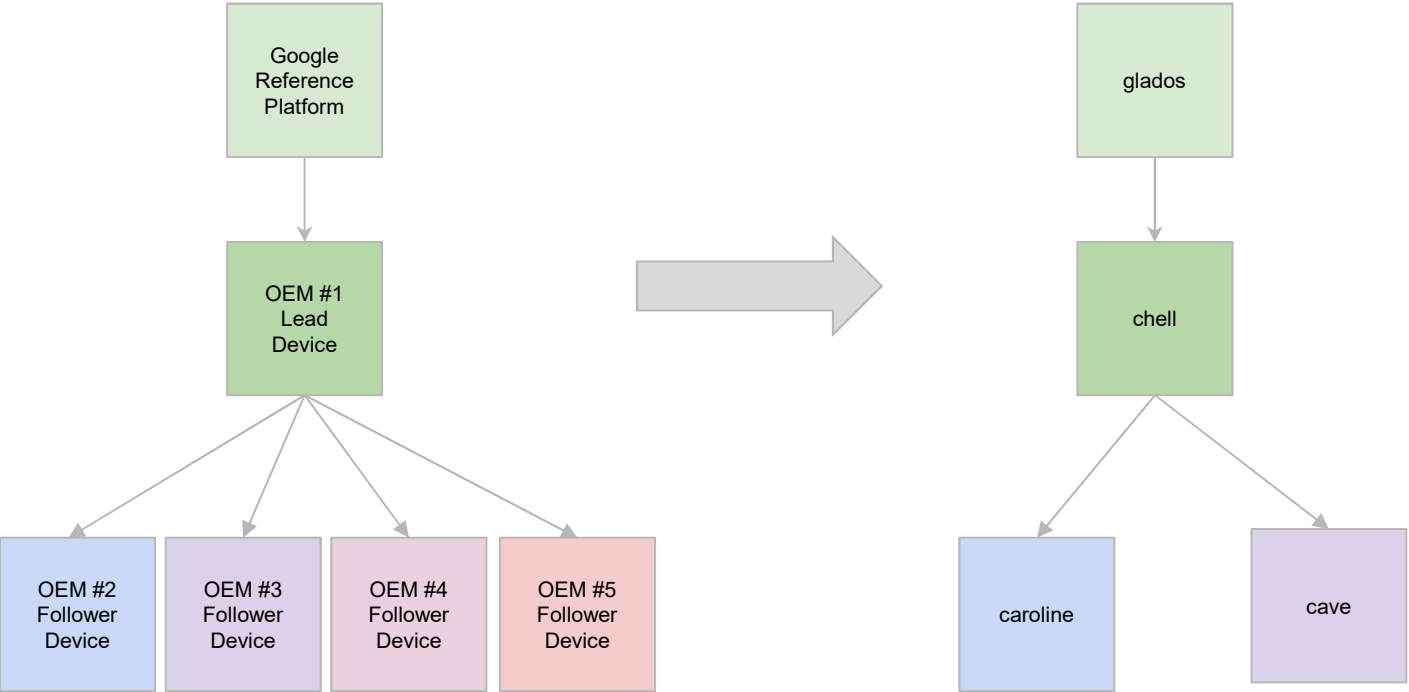 Google
Reference
Platform
glados
OEM #1
Lead
Device
chell
OEM #2
Follower
Device
OEM #3
Follower
Device
OEM #4
Follower
Device
OEM #5
Follower
Device
caroline
cave